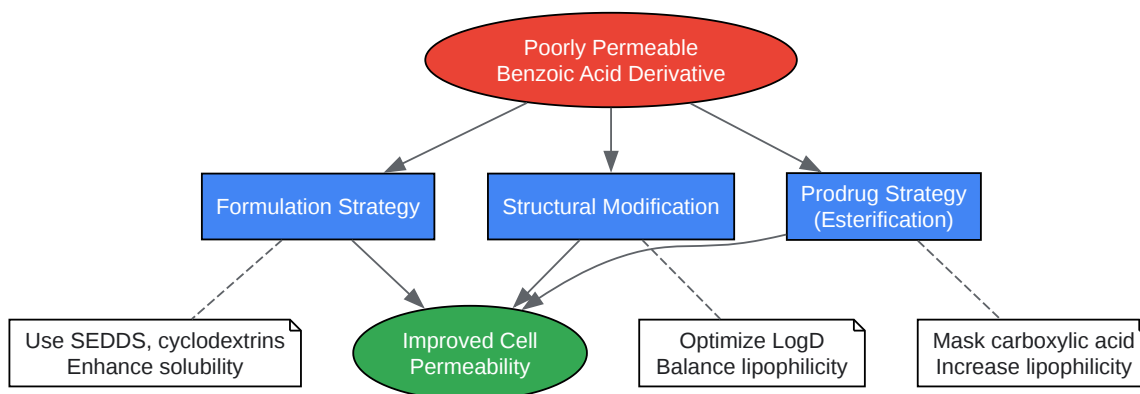 Poorly Permeable
Benzoic Acid Derivative
Formulation Strategy
Structural Modification
Prodrug Strategy
(Esterification)
Use SEDDS, cyclodextrins
Enhance solubility
Improved Cell
Permeability
Optimize LogD
Balance lipophilicity
Mask carboxylic acid
Increase lipophilicity